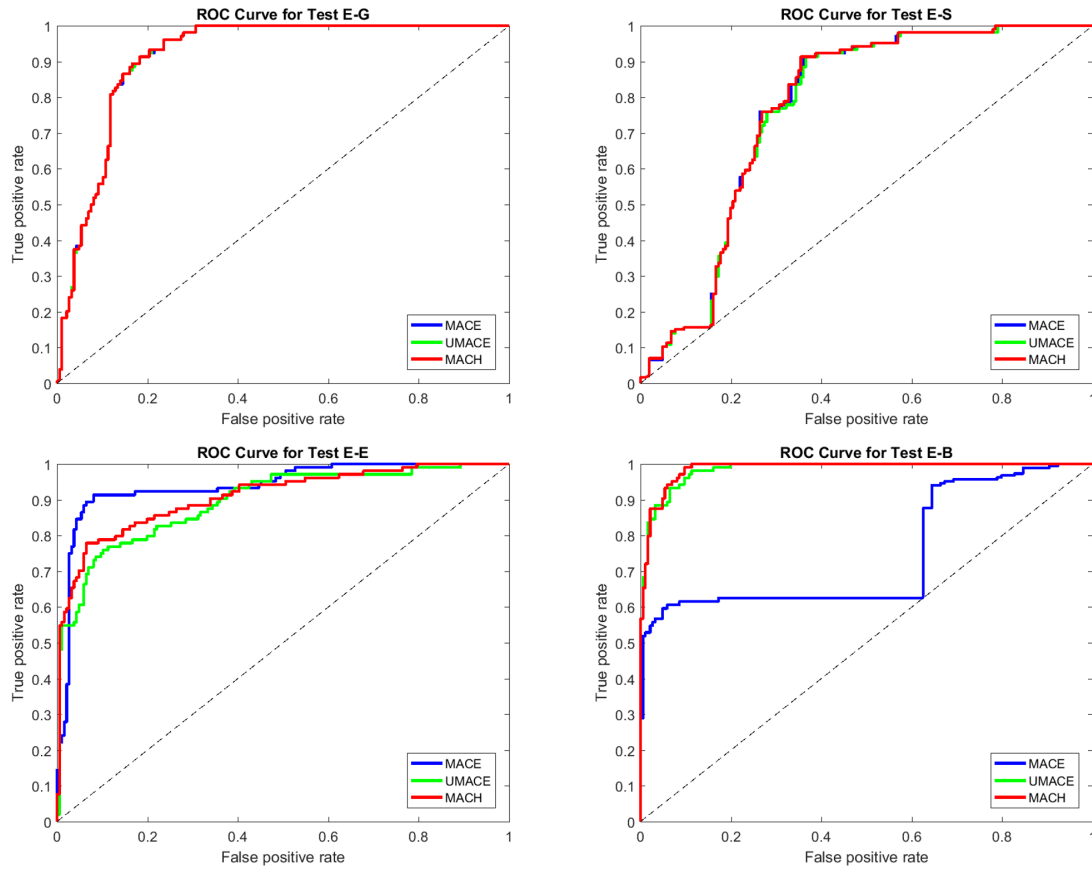 ROC Curve for Test E-G
1
0.9
0.8
0.7
0.6
0.5
0.4
0.3
0.2
0.1
0
True positive rate
0 0.2 0.4 0.6 0.8 1
False positive rate
MACE
UMACE
MACH
ROC Curve for Test E-S
1
0.9
0.8
0.7
0.6
0.5
0.4
0.3
0.2
0.1
0
True positive rate
0 0.2 0.4 0.6 0.8 1
False positive rate
MACE
UMACE
MACH
ROC Curve for Test E-E
1
0.9
0.8
0.7
0.6
0.5
0.4
0.3
0.2
0.1
0
True positive rate
0 0.2 0.4 0.6 0.8 1
False positive rate
MACE
UMACE
MACH
ROC Curve for Test E-B
1
0.9
0.8
0.7
0.6
0.5
0.4
0.3
0.2
0.1
0
True positive rate
0 0.2 0.4 0.6 0.8 1
False positive rate
MACE
UMACE
MACH